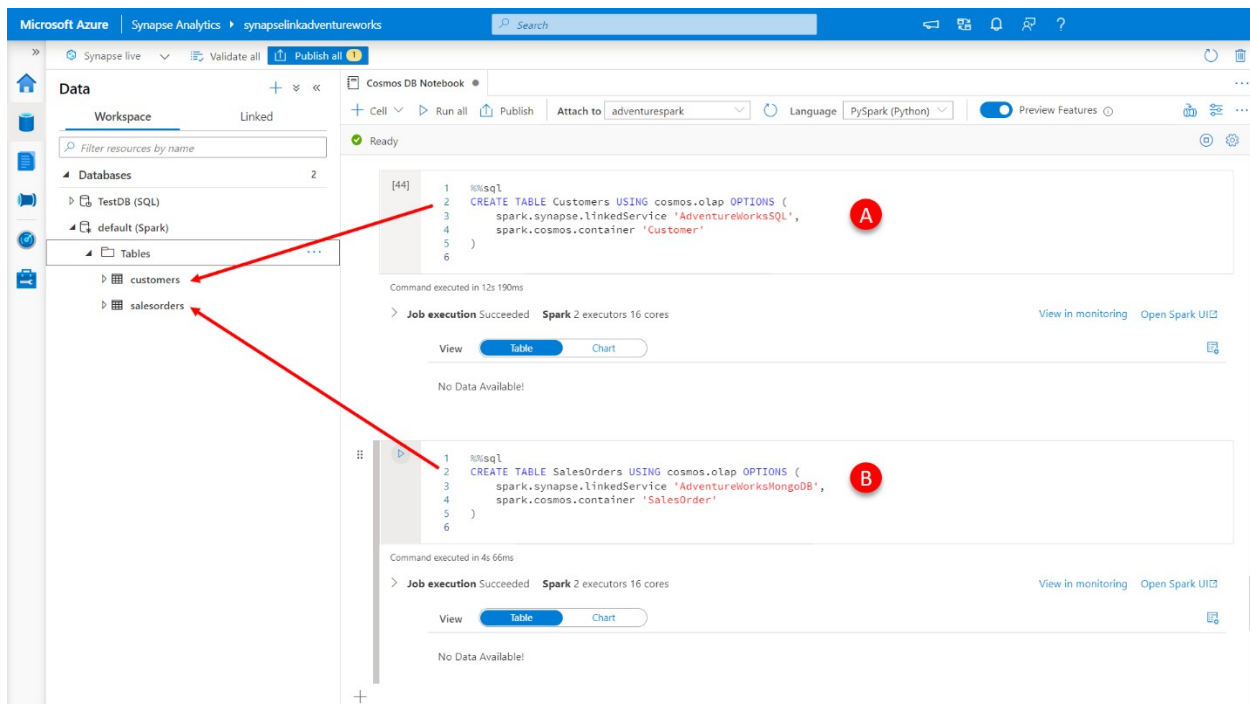 Microsoft Azure Synapse Analytics synapselinkadventureworks Search
Synapse live Validate all Publish all 1
Data
Workspace Linked
Filter resources by name
Databases 2
TestDB (SQL)
default (Spark)
Tables
customers
salesorders
Cosmos DB Notebook
Cell Run all Publish Attach to adventurespark Language PySpark (Python) Preview Features
Ready
[44]
1 %%sql
2 CREATE TABLE Customers USING cosmos.olap OPTIONS (
3 spark.synapse.linkedService 'AdventureWorksSQL',
4 spark.cosmos.container 'Customer'
5 )
6
A
Command executed in 12s 190ms
Job execution Succeeded Spark 2 executors 16 cores View in monitoring Open Spark UI
View Table Chart
No Data Available!
1 %%sql
2 CREATE TABLE SalesOrders USING cosmos.olap OPTIONS (
3 spark.synapse.linkedService 'AdventureWorksMongoDB',
4 spark.cosmos.container 'SalesOrder'
5 )
6
B
Command executed in 4s 66ms
Job execution Succeeded Spark 2 executors 16 cores View in monitoring Open Spark UI
View Table Chart
No Data Available!